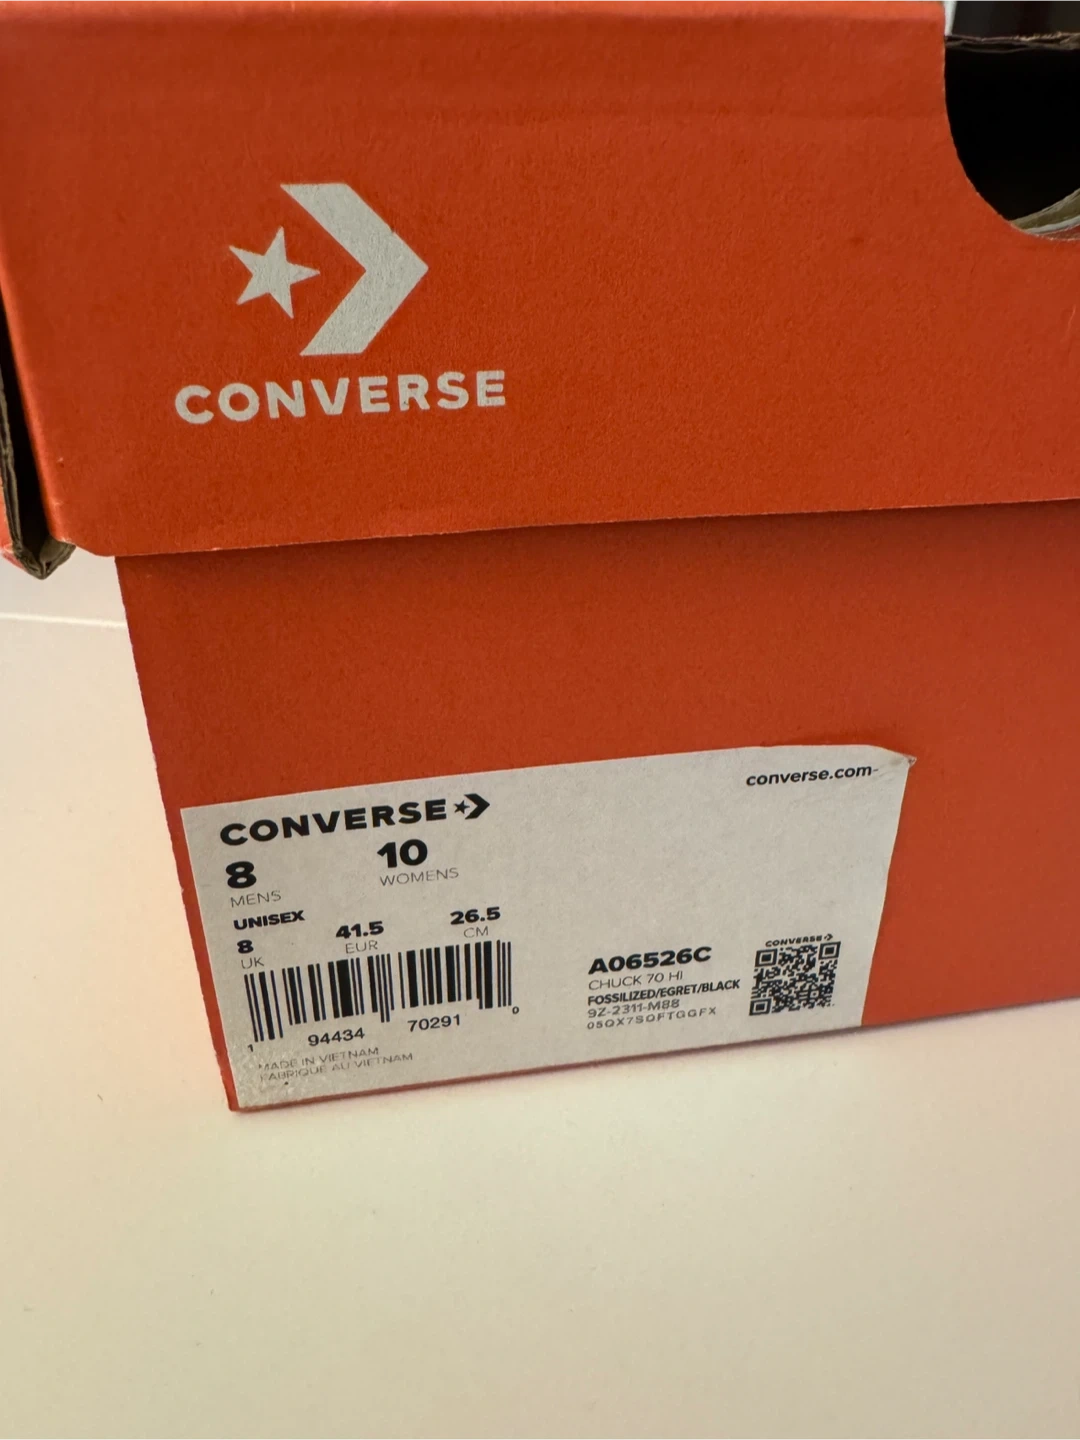 CONVERSE
converse.com
CONVERSE
8 10
MENS WOMENS
UNISEX
8 41.5 26.5
UK EUR CM
1 94434 70291 0
MADE IN VIETNAM
FABRIQUE AU VIETNAM
A06526C
CHUCK 70 HI
FOSSILIZED/EGRET/BLACK
9Z-2311-M88
05QX7SOFTGGFX
CONVERSE